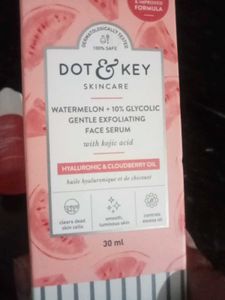 & IMPROVED
FORMULA
DERMATOLOGICALLY TESTED
100% SAFE
DOT & KEY
SKINCARE
WATERMELON + 10% GLYCOLIC
GENTLE EXFOLIATING
FACE SERUM
with kojic acid
HYALURONIC & CLOUDBERRY OIL
huile hyaluronique et de chicouté
clears dead
skin cells
smooth,
luminous skin
controls
excess oil
30 ml